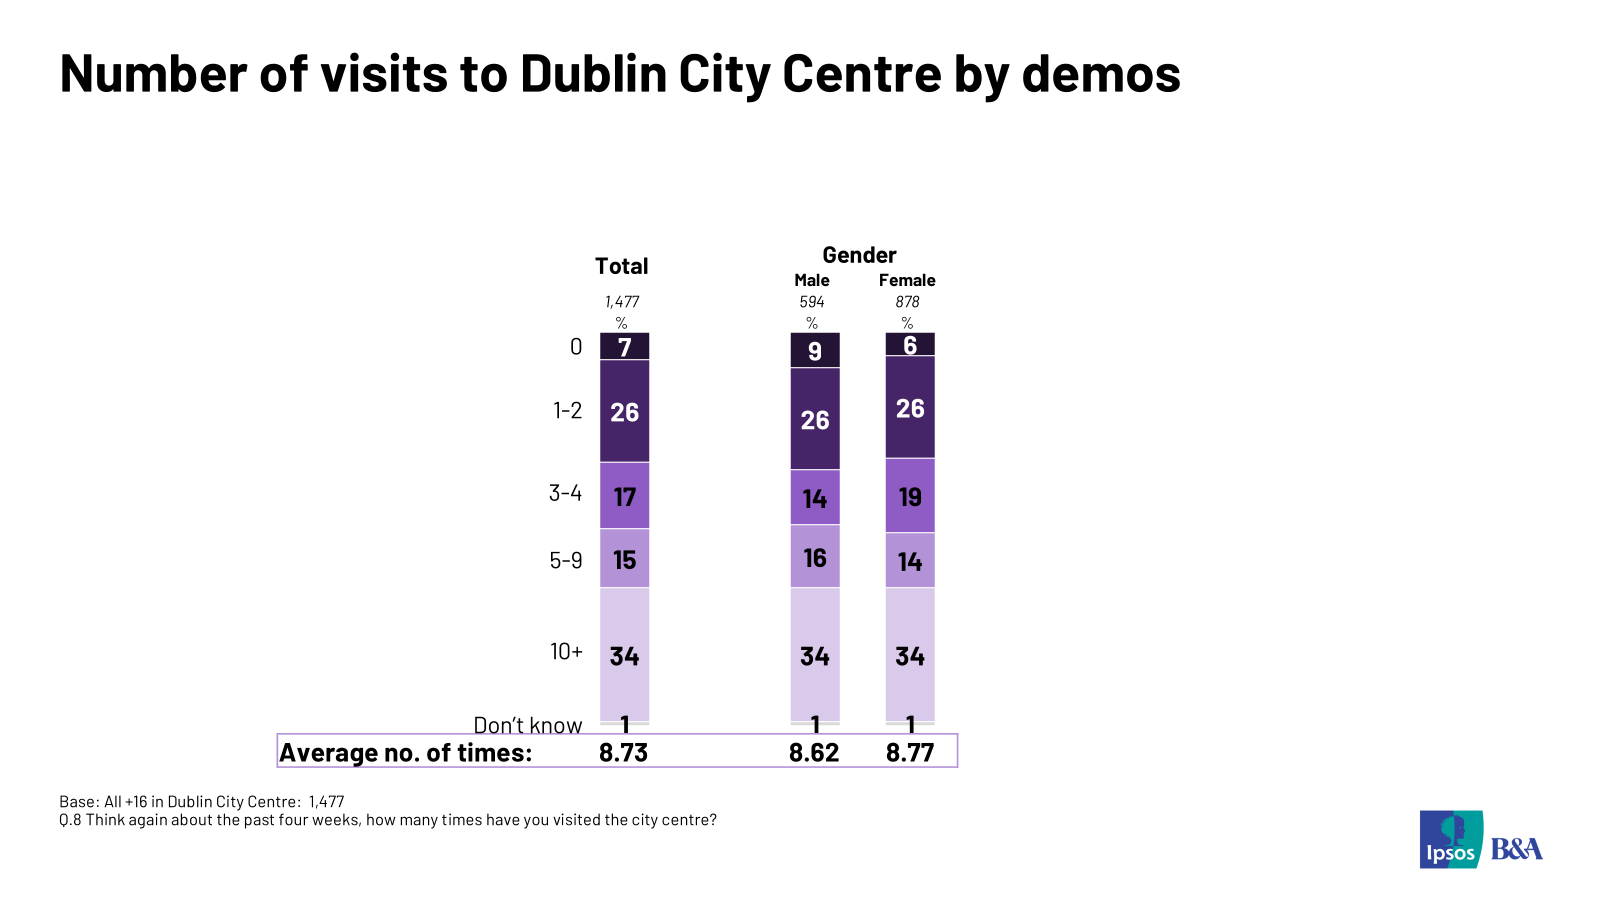 Number of visits to Dublin City Centre by demos
Gender
Total
Male Female
1,477 594 878
% % %
0 7 9 6
1-2 26 26 26
3-4 17 14 19
5-9 15 16 14
10+ 34 34 34
Don't know 1 1 1
Average no. of times: 8.73 8.62 8.77
Base: All +16 in Dublin City Centre: 1,477
Q.8 Think again about the past four weeks, how many times have you visited the city centre?
Ipsos B&A